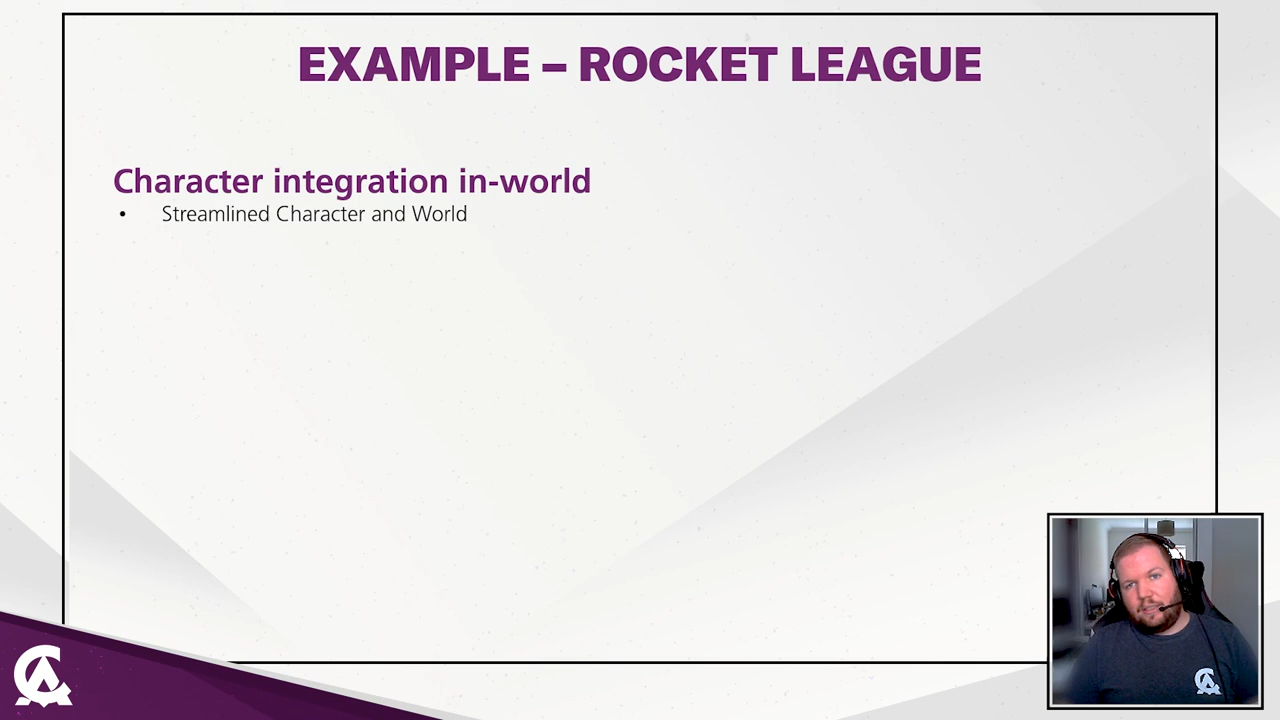 EXAMPLE – ROCKET LEAGUE
Character integration in-world
• Streamlined Character and World